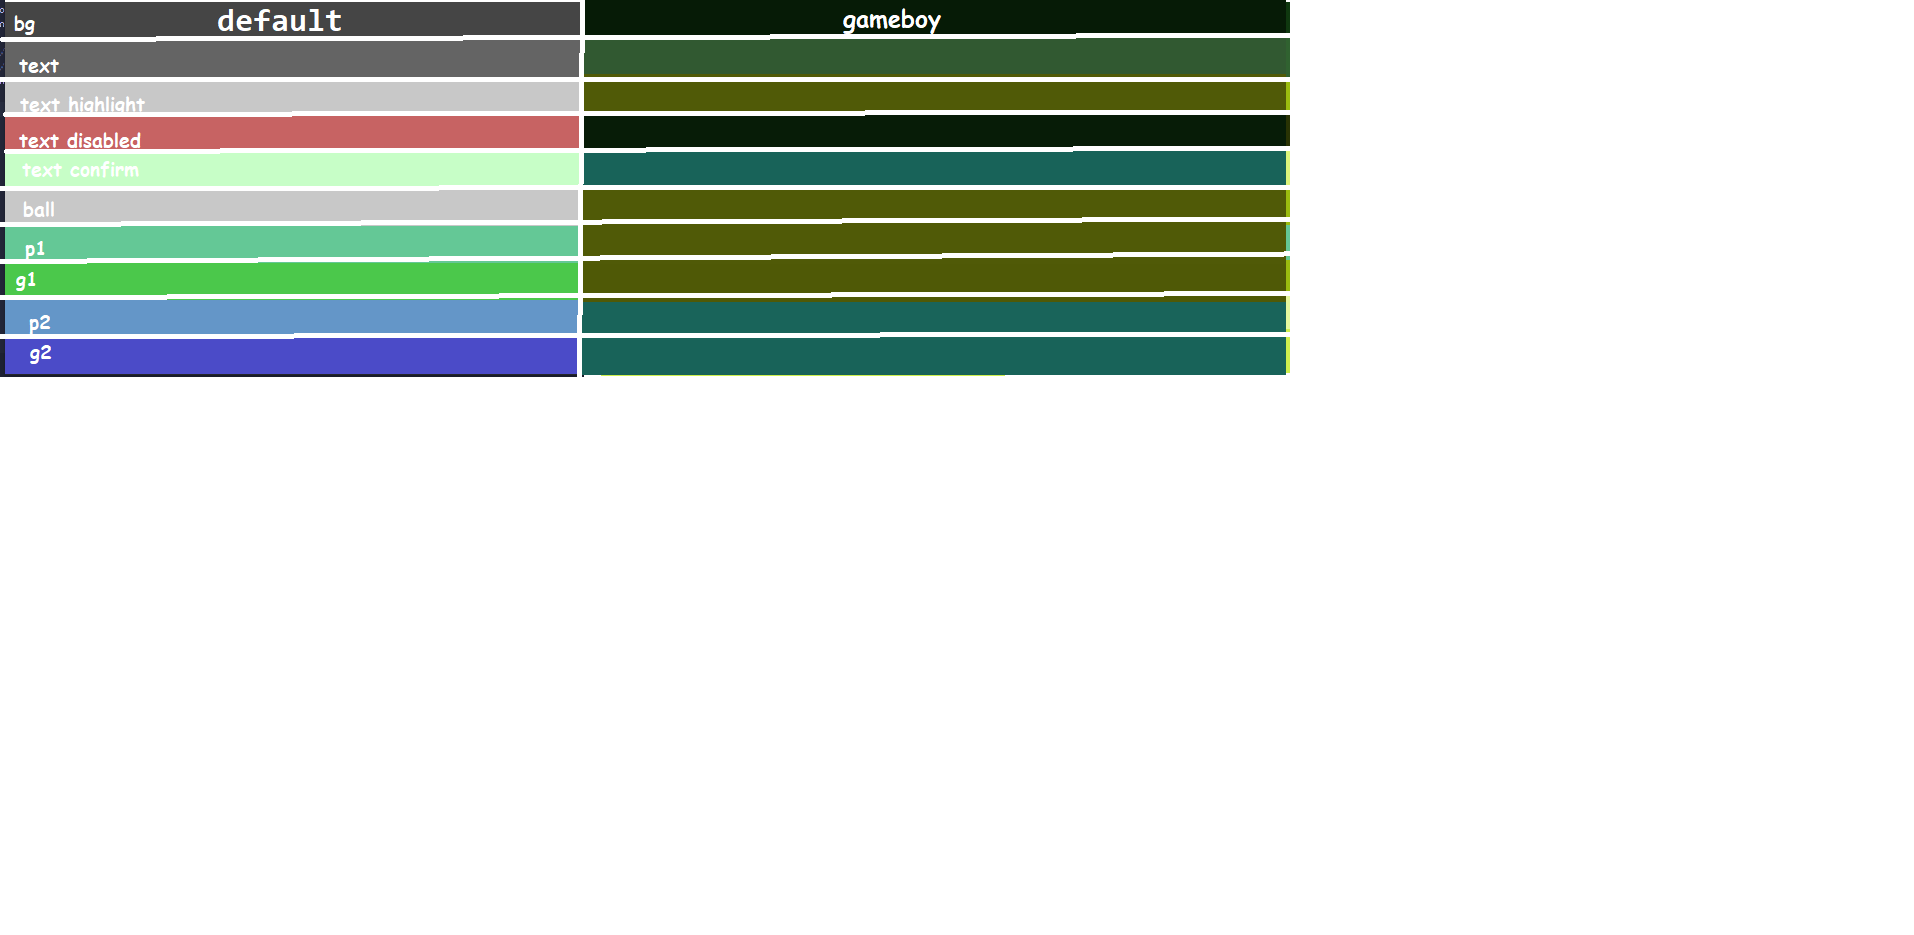 default
gameboy
bg
text
text highlight
text disabled
text confirm
ball
p1
g1
p2
g2